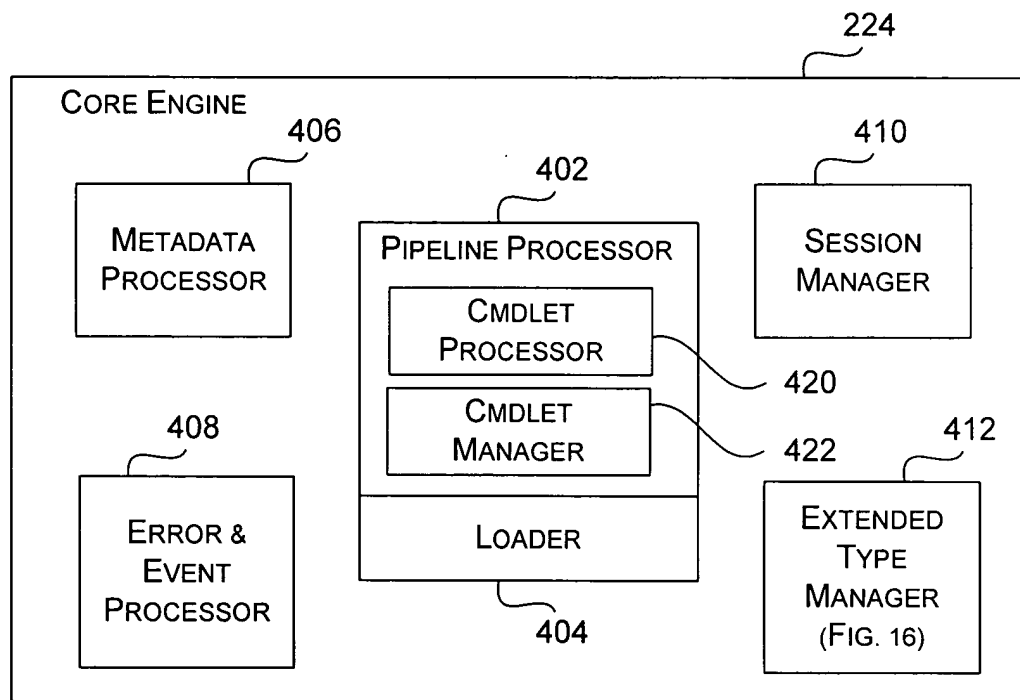 224
CORE ENGINE
406
METADATA
PROCESSOR
402
PIPELINE PROCESSOR
CMDLET
PROCESSOR
420
CMDLET
MANAGER
422
LOADER
404
410
SESSION
MANAGER
408
ERROR &
EVENT
PROCESSOR
412
EXTENDED
TYPE
MANAGER
(FIG. 16)